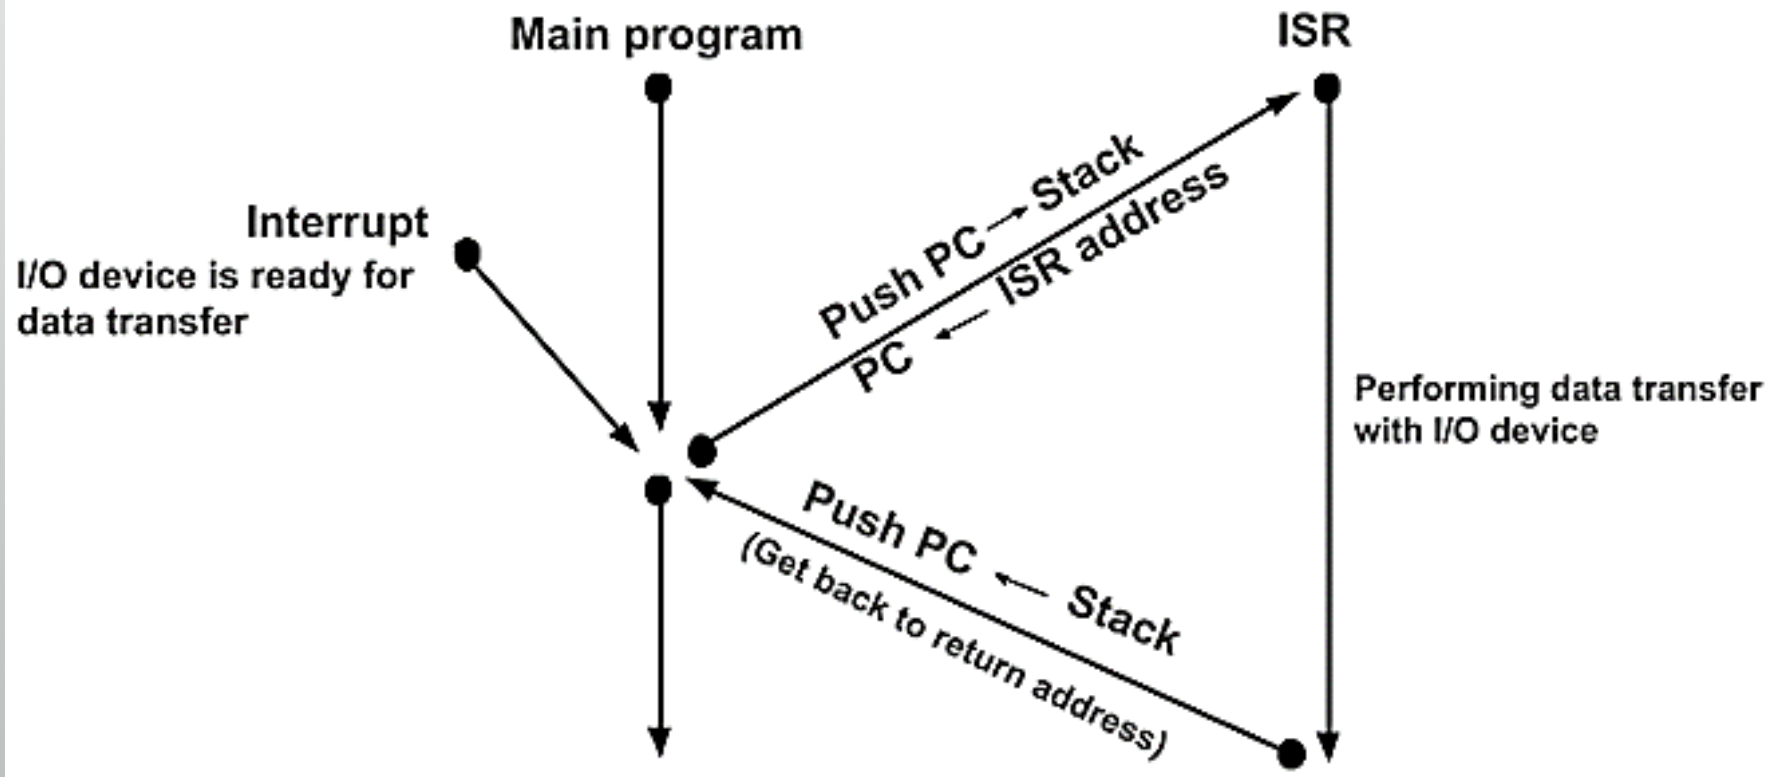 Main program
ISR
Interrupt
I/O device is ready for
data transfer
Push PC → Stack
PC ← ISR address
Performing data transfer
with I/O device
Push PC ← Stack
(Get back to return address)